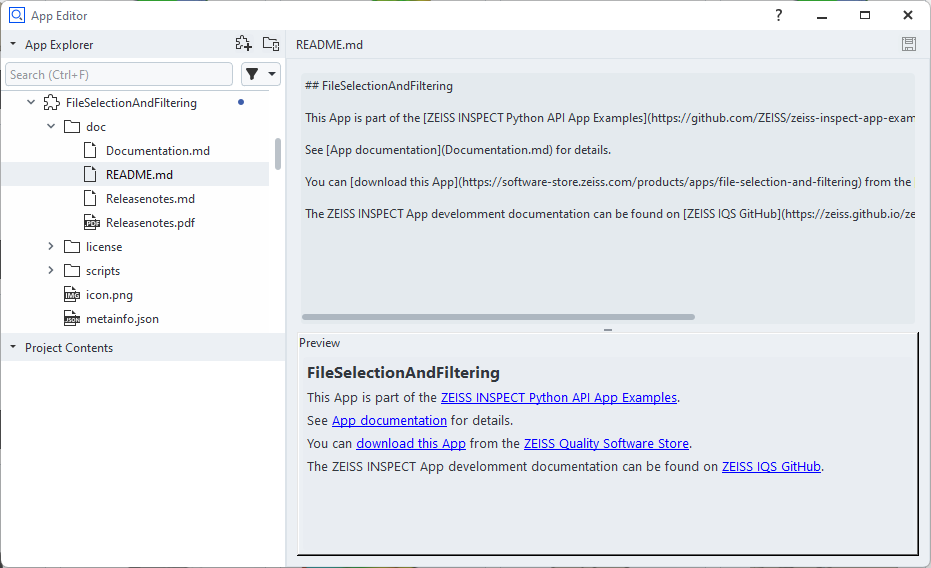 App Editor
?
App Explorer
README.md
Search (Ctrl+F)
FileSelectionAndFiltering
doc
Documentation.md
README.md
Releasenotes.md
Releasenotes.pdf
license
scripts
icon.png
metainfo.json
Project Contents
## FileSelectionAndFiltering
This App is part of the [ZEISS INSPECT Python API App Examples](https://github.com/ZEISS/zeiss-inspect-app-exam
See [App documentation](Documentation.md) for details.
You can [download this App](https://software-store.zeiss.com/products/apps/file-selection-and-filtering) from the
The ZEISS INSPECT App develomment documentation can be found on [ZEISS IQS GitHub](https://zeiss.github.io/ze
Preview
FileSelectionAndFiltering
This App is part of the ZEISS INSPECT Python API App Examples.
See App documentation for details.
You can download this App from the ZEISS Quality Software Store.
The ZEISS INSPECT App develomment documentation can be found on ZEISS IQS GitHub.